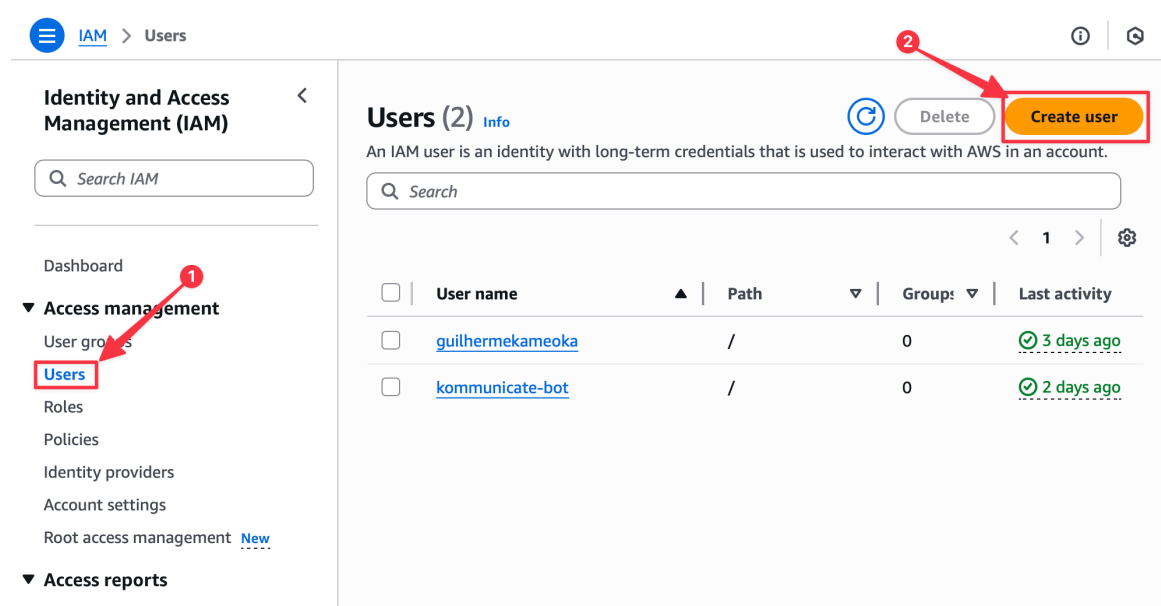 IAM > Users
2
Identity and Access
Management (IAM)
Search IAM
Dashboard
1
Access management
User groups
Users
Roles
Policies
Identity providers
Account settings
Root access management New
Access reports
Users (2) Info
Delete
Create user
An IAM user is an identity with long-term credentials that is used to interact with AWS in an account.
Search
1
User name Path Groups Last activity
guilhermekameoka / 0 3 days ago
kommunicate-bot / 0 2 days ago